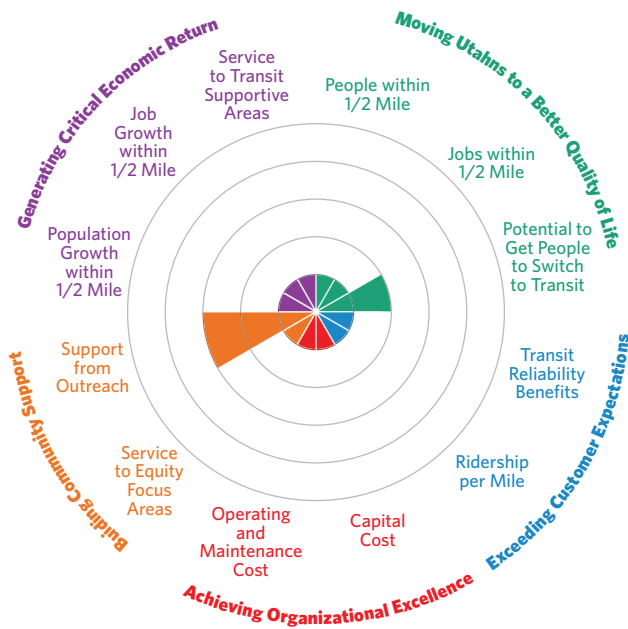 Generating Critical Economic Return
Moving Utahns to a Better Quality of Life
Service
to Transit
Supportive
Areas
People within
1/2 Mile
Job
Growth
within
1/2 Mile
Jobs within
1/2 Mile
Population
Growth
within
1/2 Mile
Potential to
Get People
to Switch
to Transit
Support
from
Outreach
Transit
Reliability
Benefits
Service
to Equity
Focus
Areas
Ridership
per Mile
Operating
and
Maintenance
Cost
Capital
Cost
Building Community Support
Exceeding Customer Expectations
Achieving Organizational Excellence